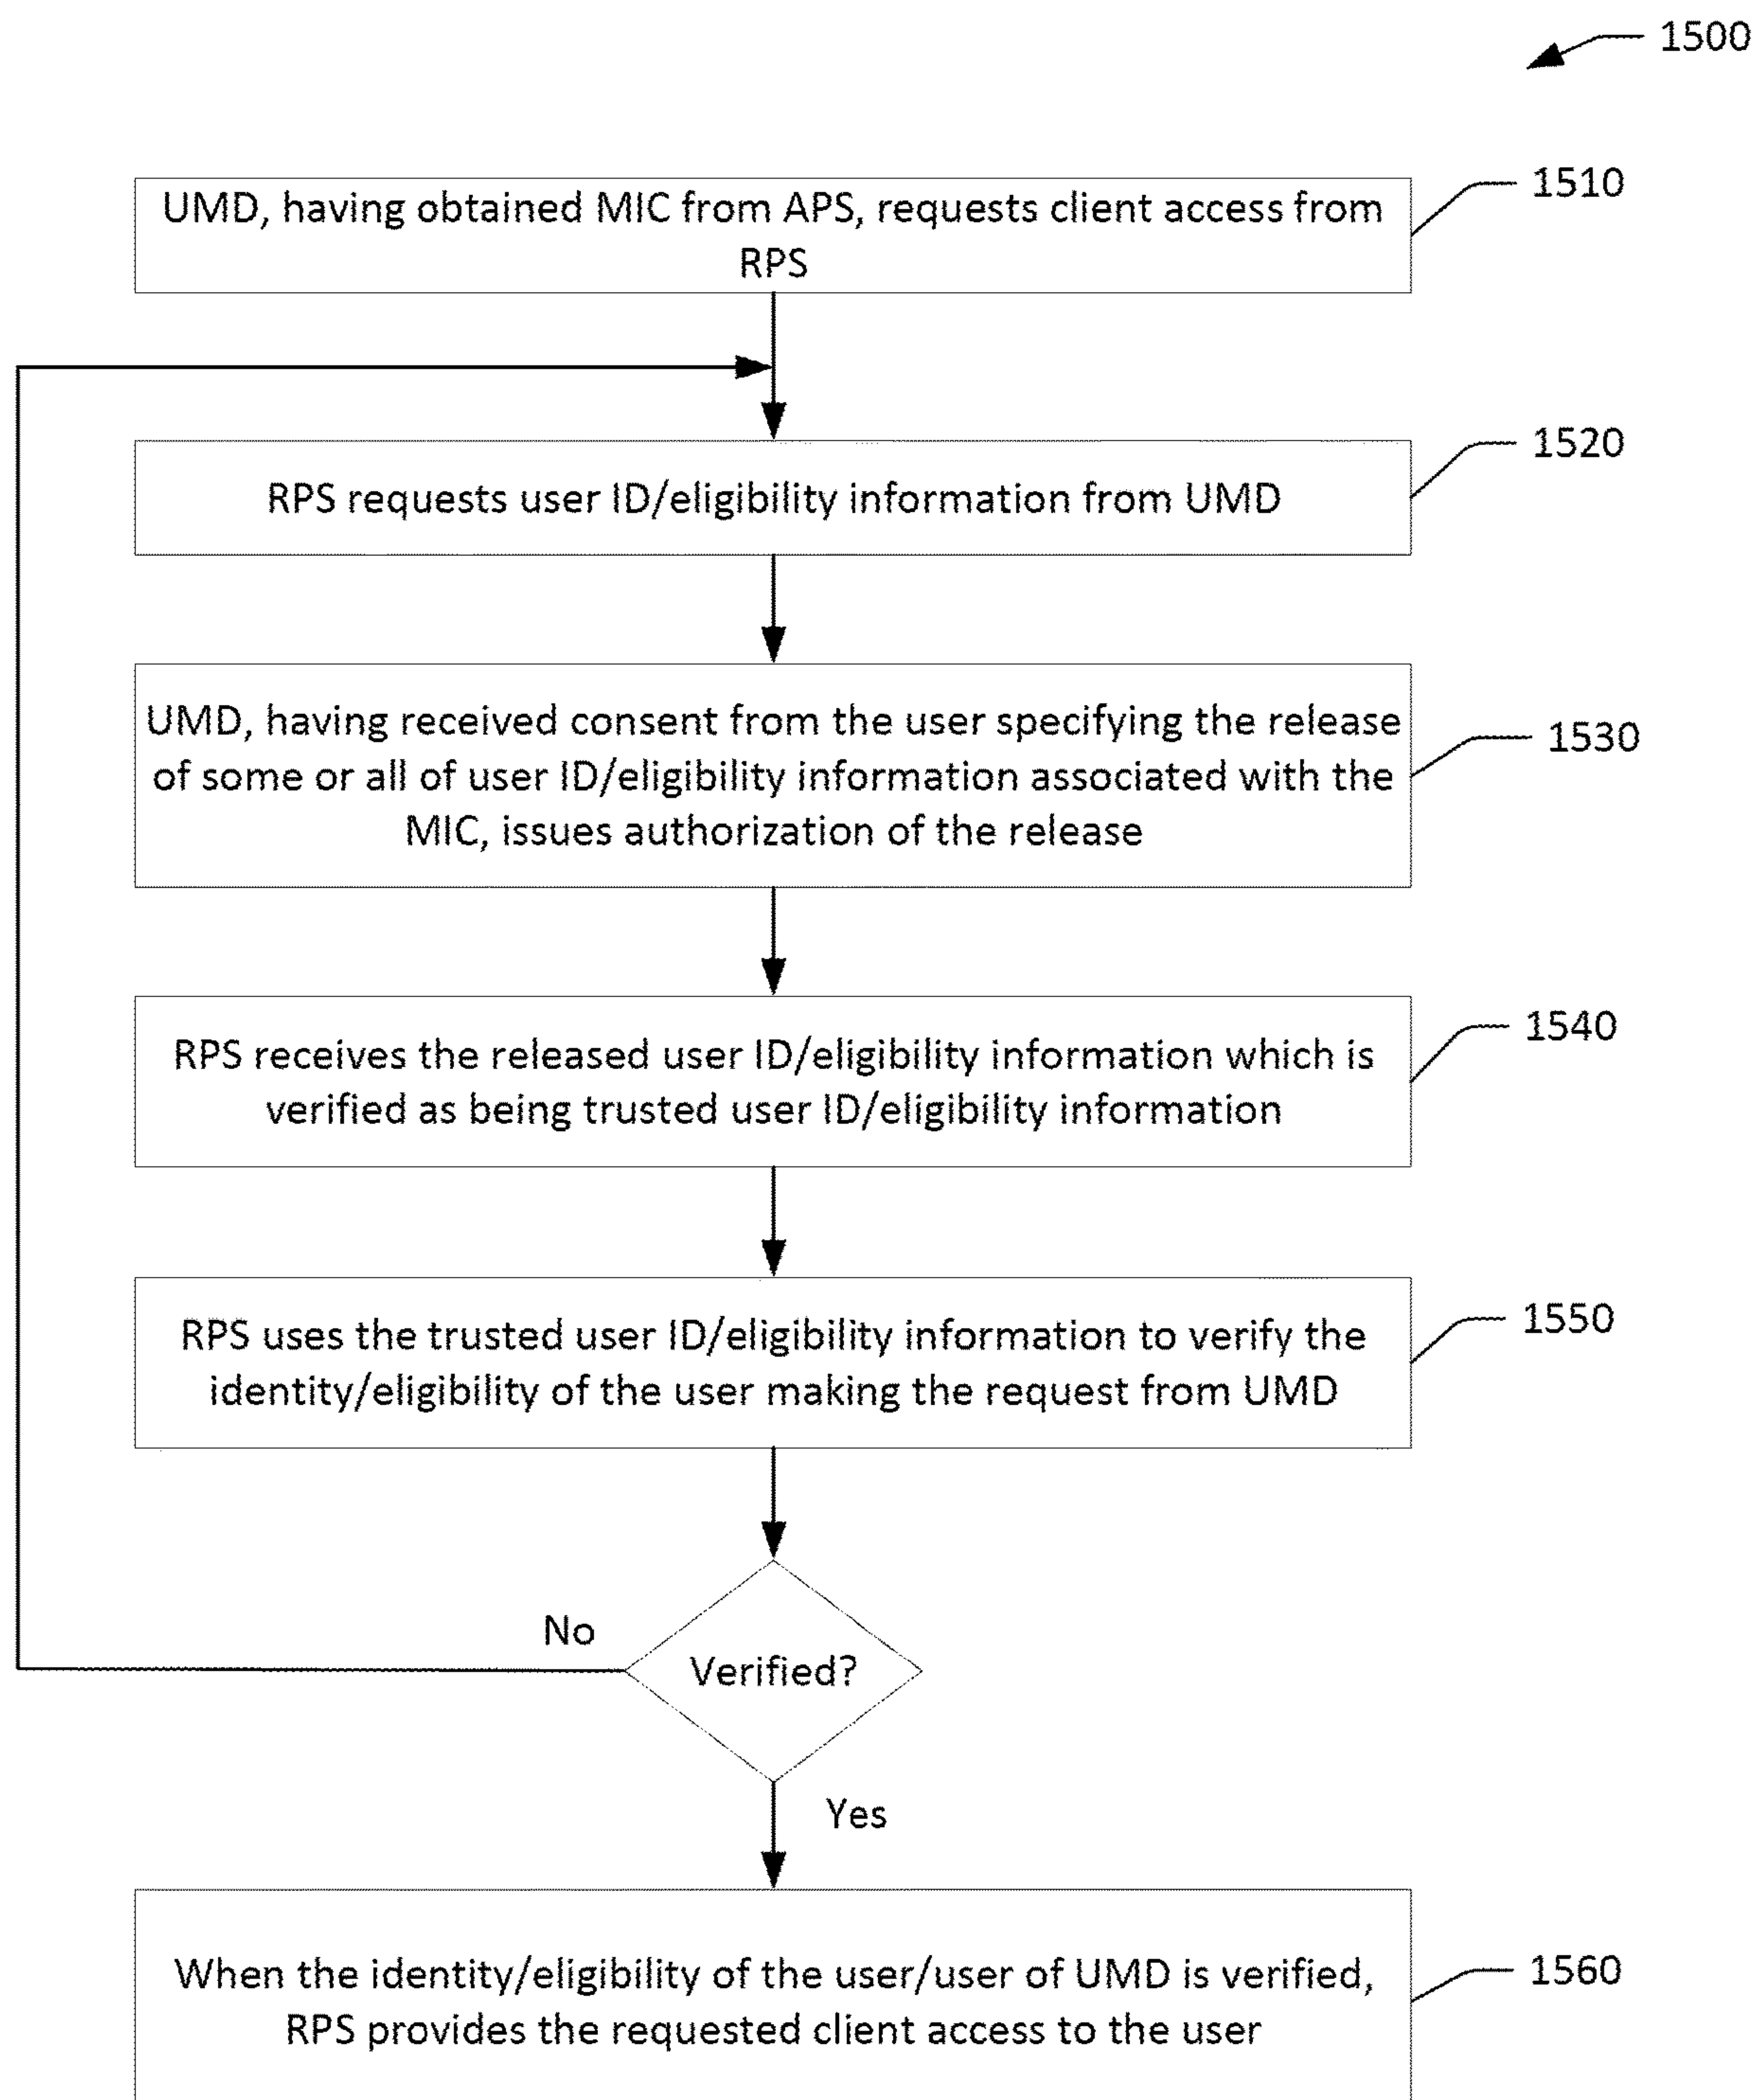 1500
UMD, having obtained MIC from APS, requests client access from
RPS
1510
RPS requests user ID/eligibility information from UMD
1520
UMD, having received consent from the user specifying the release
of some or all of user ID/eligibility information associated with the
MIC, issues authorization of the release
1530
RPS receives the released user ID/eligibility information which is
verified as being trusted user ID/eligibility information
1540
RPS uses the trusted user ID/eligibility information to verify the
identity/eligibility of the user making the request from UMD
1550
No
Verified?
Yes
When the identity/eligibility of the user/user of UMD is verified,
RPS provides the requested client access to the user
1560